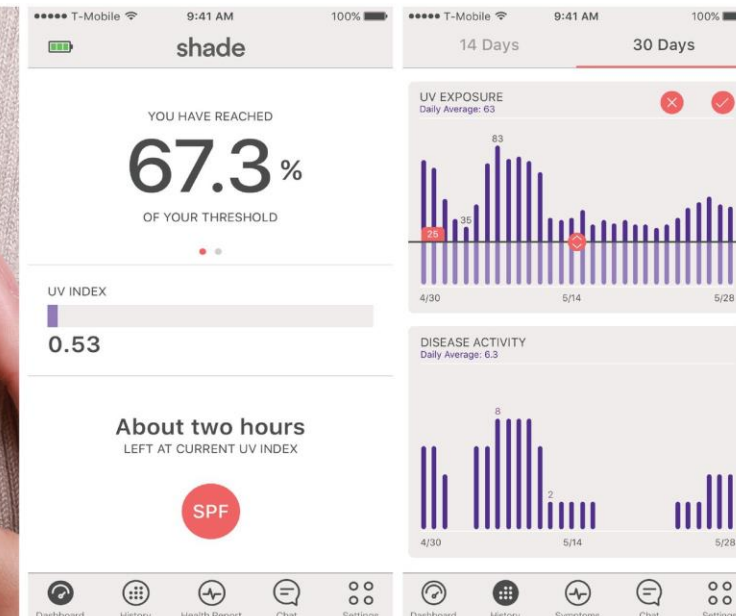 T-Mobile 9:41 AM 100%
shade
YOU HAVE REACHED
67.3 %
OF YOUR THRESHOLD
UV INDEX
0.53
About two hours
LEFT AT CURRENT UV INDEX
SPF
Dashboard History Health Report Chat Settings
T-Mobile 9:41 AM 100%
14 Days 30 Days
UV EXPOSURE
Daily Average: 63
83
35
25
4/30 5/14 5/28
DISEASE ACTIVITY
Daily Average: 6.3
8
2
4/30 5/14 5/28
Dashboard History Symptoms Chat Settings